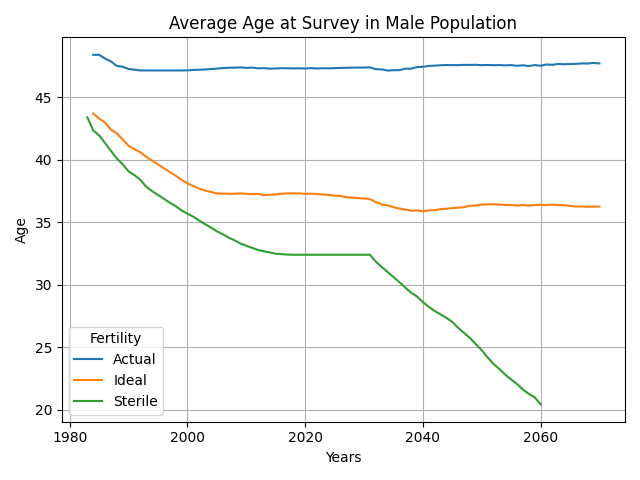 Average Age at Survey in Male Population
Age
45
40
35
30
25
20
Fertility
Actual
Ideal
Sterile
1980
2000
2020
2040
2060
Years